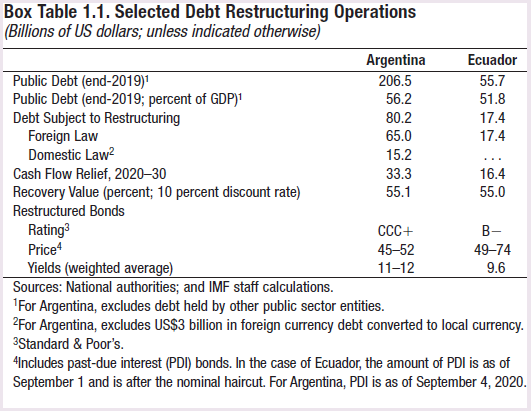 Box Table 1.1. Selected Debt Restructuring Operations
(Billions of US dollars; unless indicated otherwise)
Argentina Ecuador
Public Debt (end-2019)¹ 206.5 55.7
Public Debt (end-2019; percent of GDP)¹ 56.2 51.8
Debt Subject to Restructuring 80.2 17.4
Foreign Law 65.0 17.4
Domestic Law² 15.2 . . .
Cash Flow Relief, 2020–30 33.3 16.4
Recovery Value (percent; 10 percent discount rate) 55.1 55.0
Restructured Bonds
Rating³ CCC+ B–
Price⁴ 45–52 49–74
Yields (weighted average) 11–12 9.6
Sources: National authorities; and IMF staff calculations.
¹For Argentina, excludes debt held by other public sector entities.
²For Argentina, excludes US$3 billion in foreign currency debt converted to local currency.
³Standard & Poor's.
⁴Includes past-due interest (PDI) bonds. In the case of Ecuador, the amount of PDI is as of
September 1 and is after the nominal haircut. For Argentina, PDI is as of September 4, 2020.